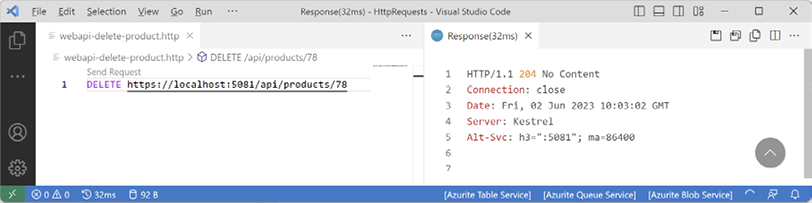 File Edit Selection View Go Run ··· Response(32ms) - HttpRequests - Visual Studio Code
webapi-delete-product.http ··· Response(32ms)
webapi-delete-product.http > DELETE /api/products/78
Send Request
1 DELETE https://localhost:5081/api/products/78
1 HTTP/1.1 204 No Content
2 Connection: close
3 Date: Fri, 02 Jun 2023 10:03:02 GMT
4 Server: Kestrel
5 Alt-Svc: h3=":5081"; ma=86400
6
7
0 0 32ms 92 B [Azurite Table Service] [Azurite Queue Service] [Azurite Blob Service]